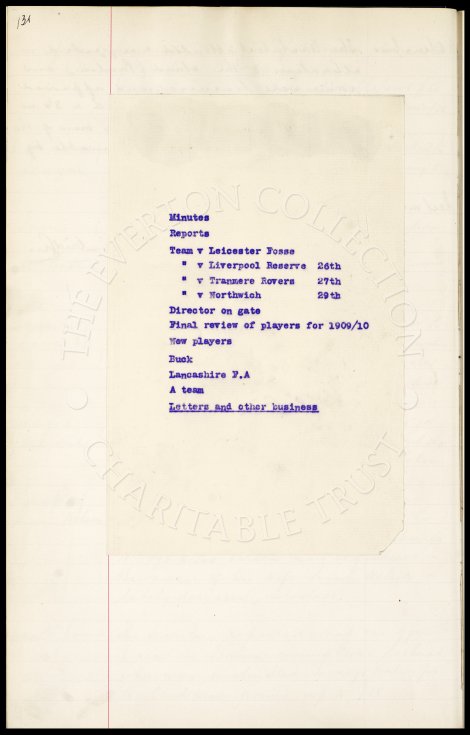 131
Minutes
Reports
Team v Leicester Fosse
" v Liverpool Reserve 26th
" v Tranmere Rovers 27th
" v Northwich 29th
Director on gate
Final review of players for 1909/10
New players
Buck
Lancashire F.A
A team
Letters and other business
THE EVERTON COLLECTION
CHARITABLE TRUST